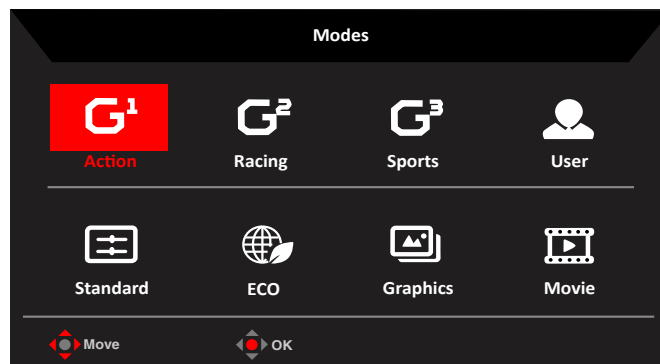 Modes
G¹ G² G³
Action Racing Sports User
Standard ECO Graphics Movie
Move OK